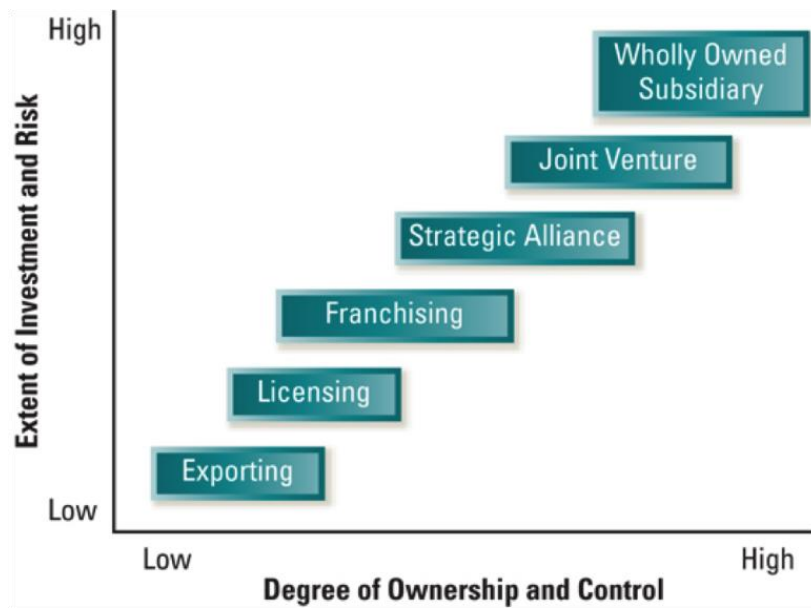 High
Extent of Investment and Risk
Wholly Owned
Subsidiary
Joint Venture
Strategic Alliance
Franchising
Licensing
Exporting
Low
Low
High
Degree of Ownership and Control